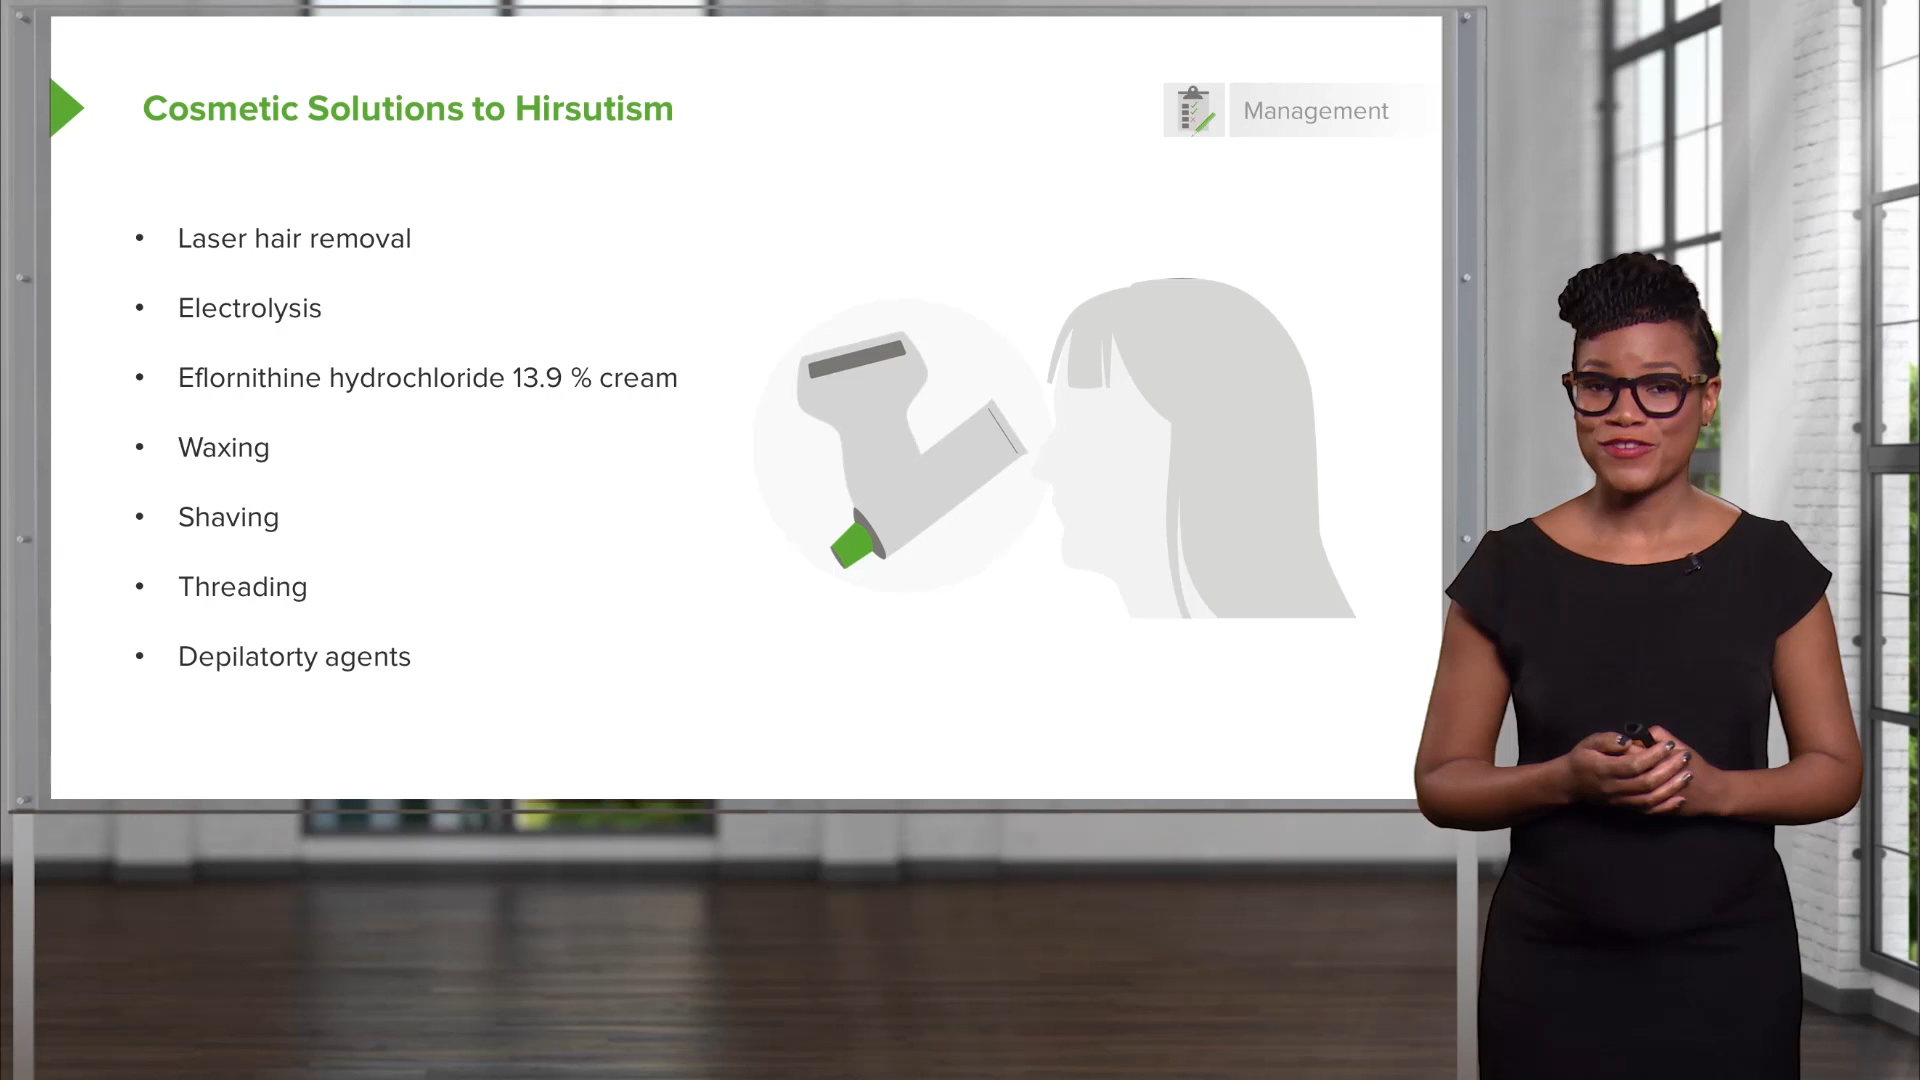 Cosmetic Solutions to Hirsutism
Management
• Laser hair removal
• Electrolysis
• Eflornithine hydrochloride 13.9 % cream
• Waxing
• Shaving
• Threading
• Depilatorty agents